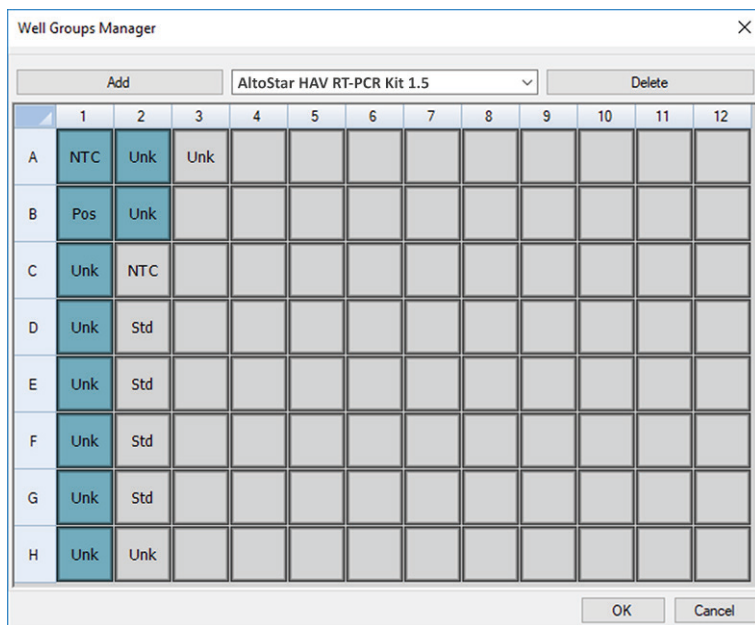 Well Groups Manager
Add AltoStar HAV RT-PCR Kit 1.5 Delete
1 2 3 4 5 6 7 8 9 10 11 12
A NTC Unk Unk
B Pos Unk
C Unk NTC
D Unk Std
E Unk Std
F Unk Std
G Unk Std
H Unk Unk
OK Cancel